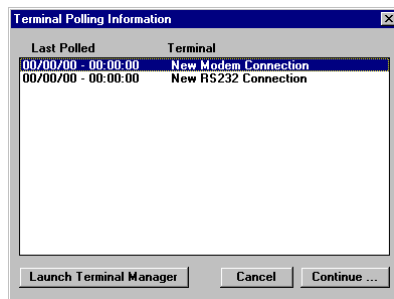 Terminal Polling Information
Last Polled Terminal
00/00/00 - 00:00:00 New Modem Connection
00/00/00 - 00:00:00 New RS232 Connection
Launch Terminal Manager Cancel Continue ...